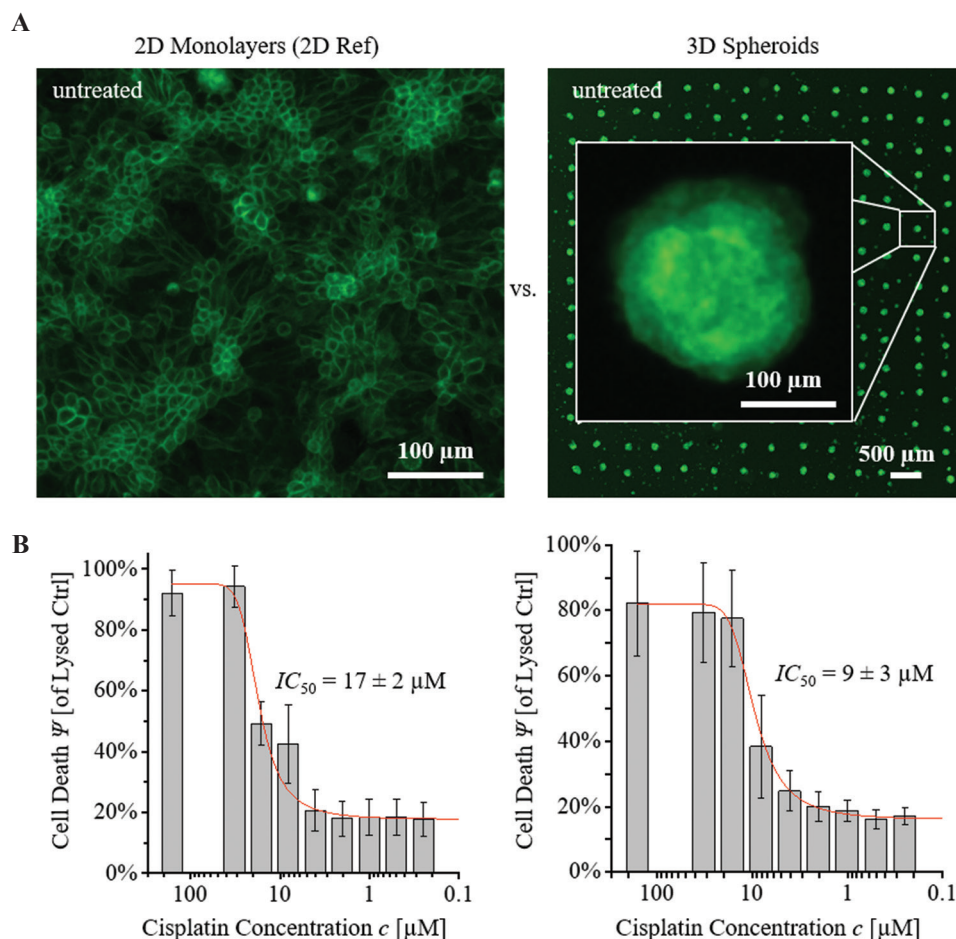 A
2D Monolayers (2D Ref)
3D Spheroids
untreated
100 µm
vs.
untreated
100 µm
500 µm
B
Cell Death Ψ [of Lysed Ctrl]
100%
80%
60%
40%
20%
0%
IC50 = 17 ± 2 µM
100
10
1
0.1
Cisplatin Concentration c [µM]
Cell Death Ψ [of Lysed Ctrl]
100%
80%
60%
40%
20%
0%
IC50 = 9 ± 3 µM
100
10
1
0.1
Cisplatin Concentration c [µM]